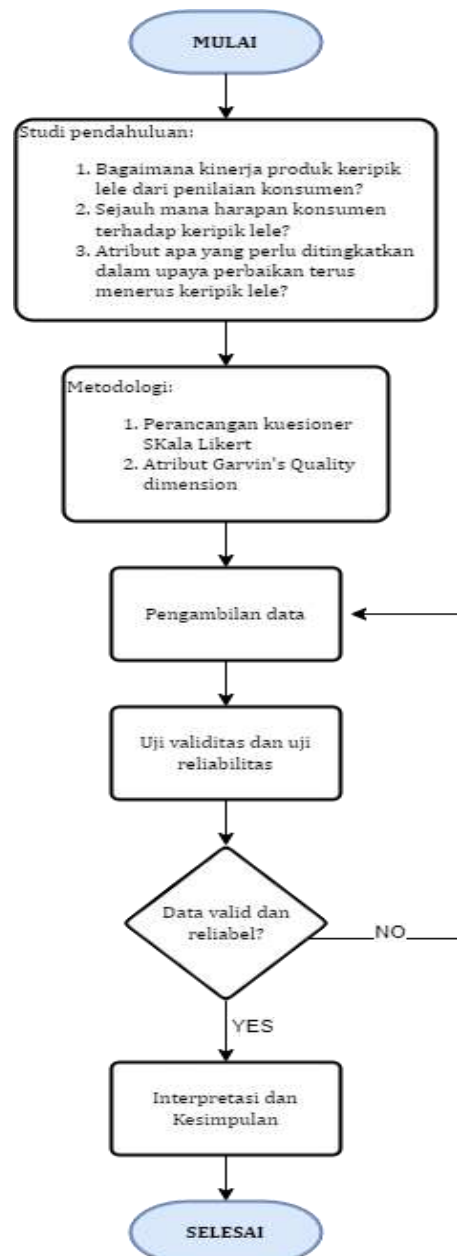 MULAI
Studi pendahuluan:
1. Bagaimana kinerja produk keripik
lele dari penilaian konsumen?
2. Sejauh mana harapan konsumen
terhadap keripik lele?
3. Atribut apa yang perlu ditingkatkan
dalam upaya perbaikan terus
menerus keripik lele?
Metodologi:
1. Perancangan kuesioner
SKala Likert
2. Atribut Garvin's Quality
dimension
Pengambilan data
Uji validitas dan uji
reliabilitas
Data valid dan
reliabel?
NO
YES
Interpretasi dan
Kesimpulan
SELESAI